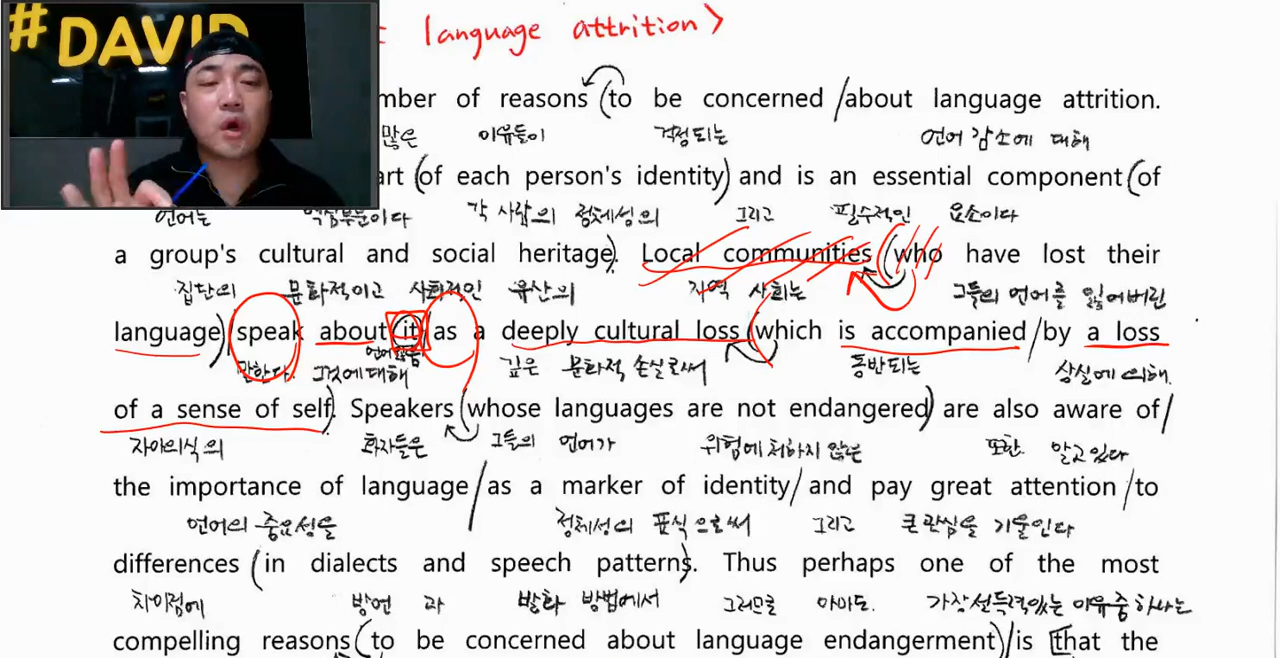 #DAVID
language attrition>
mber of reasons (to be concerned /about language attrition.
많은 이유들이 걱정되는 언어 감소에 대해
art (of each person's identity) and is an essential component (of
언어는 핵심부분이다 각 사람의 정체성의 그리고 필수적인 요소이다
a group's cultural and social heritage). Local communities (who have lost their
집단의 문화적이고 사회적인 유산의 지역 사회는 그들의 언어를 잃어버린
language) speak about it as a deeply cultural loss (which is accompanied /by a loss
말한다. 그것에 대해 깊은 문화적 손실로써 동반되는 상실에 의해.
of a sense of self). Speakers (whose languages are not endangered) are also aware of/
자아의식의 화자들은 그들의 언어가 위험에 처하지 않은 또한. 알고 있다
the importance of language /as a marker of identity/ and pay great attention /to
언어의 중요성을 정체성의 표식으로써 그리고 큰 관심을 기울인다
differences (in dialects and speech patterns). Thus perhaps one of the most
차이점에 방언 과 발화 방법에서 그러므로 아마도. 가장 설득력있는 이유중 하나는
compelling reasons (to be concerned about language endangerment)/is that the